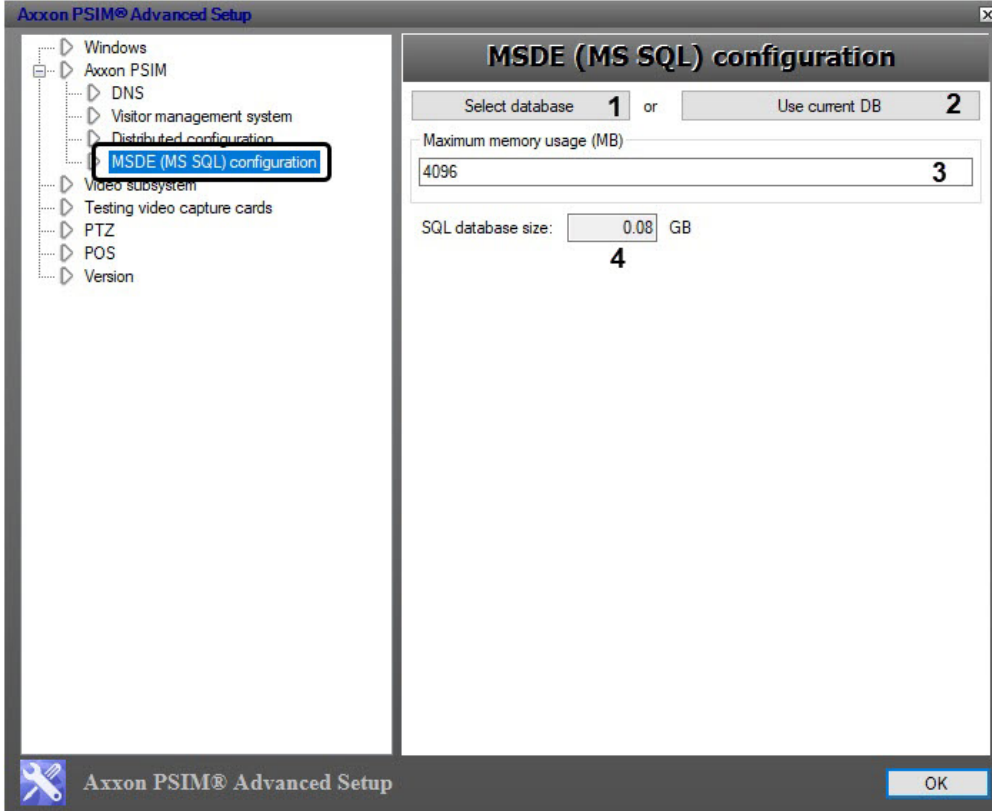 Axxon PSIM® Advanced Setup
Windows
Axxon PSIM
DNS
Visitor management system
Distributed configuration
MSDE (MS SQL) configuration
Video subsystem
Testing video capture cards
PTZ
POS
Version
MSDE (MS SQL) configuration
Select database 1 or Use current DB 2
Maximum memory usage (MB)
4096 3
SQL database size: 0.08 GB
4
Axxon PSIM® Advanced Setup
OK